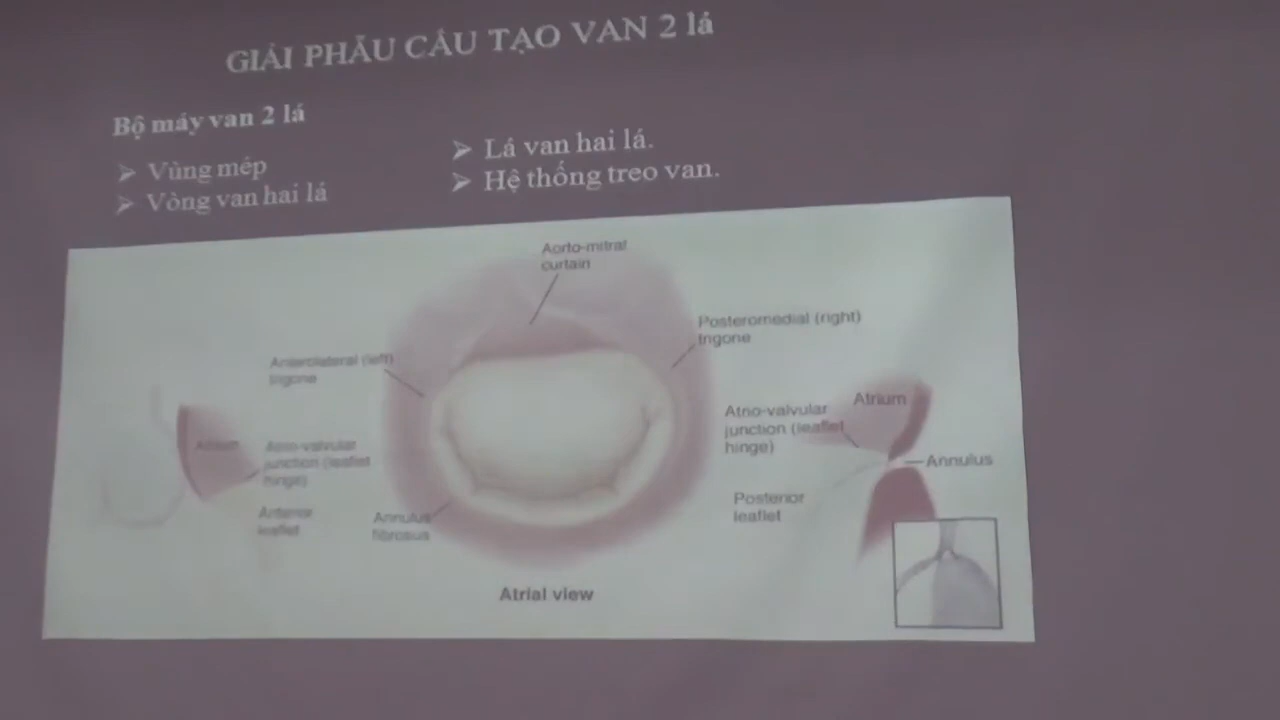 GIẢI PHẪU CẤU TẠO VAN 2 lá
Bộ máy van 2 lá
➢ Vùng mép
➢ Vòng van hai lá
➢ Lá van hai lá.
➢ Hệ thống treo van.
Aorto-mitral
curtain
Posteromedial (right)
trigone
Anterolateral (left)
trigone
Atrium
Atrio-valvular
junction (leaflet
hinge)
Anterior
leaflet
Annulus
fibrosus
Atrio-valvular
junction (leaflet
hinge)
Atrium
Annulus
Posterior
leaflet
Atrial view